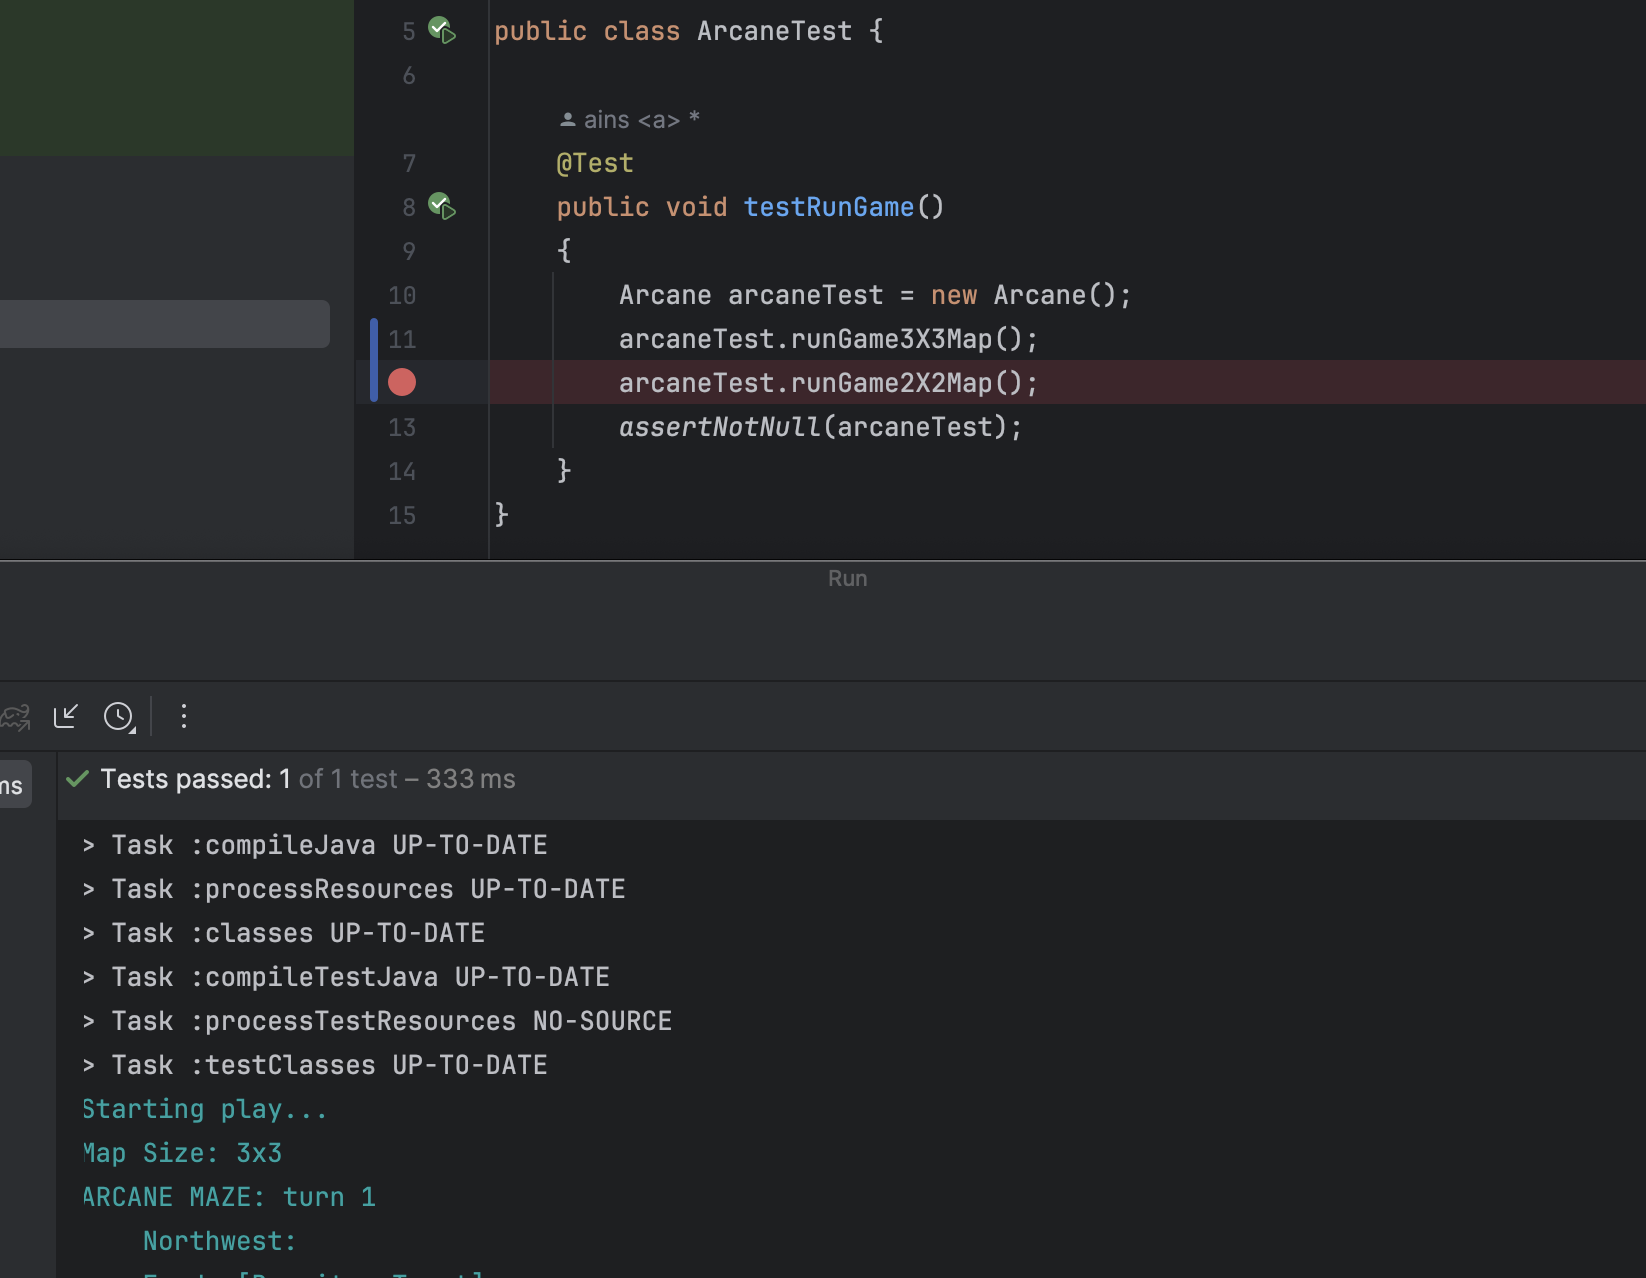 5 public class ArcaneTest {
6
ains <a> *
7 @Test
8 public void testRunGame()
9 {
10 Arcane arcaneTest = new Arcane();
11 arcaneTest.runGame3X3Map();
arcaneTest.runGame2X2Map();
13 assertNotNull(arcaneTest);
14 }
15 }
Run
ms
Tests passed: 1 of 1 test – 333 ms
> Task :compileJava UP-TO-DATE
> Task :processResources UP-TO-DATE
> Task :classes UP-TO-DATE
> Task :compileTestJava UP-TO-DATE
> Task :processTestResources NO-SOURCE
> Task :testClasses UP-TO-DATE
Starting play...
Map Size: 3x3
ARCANE MAZE: turn 1
Northwest: